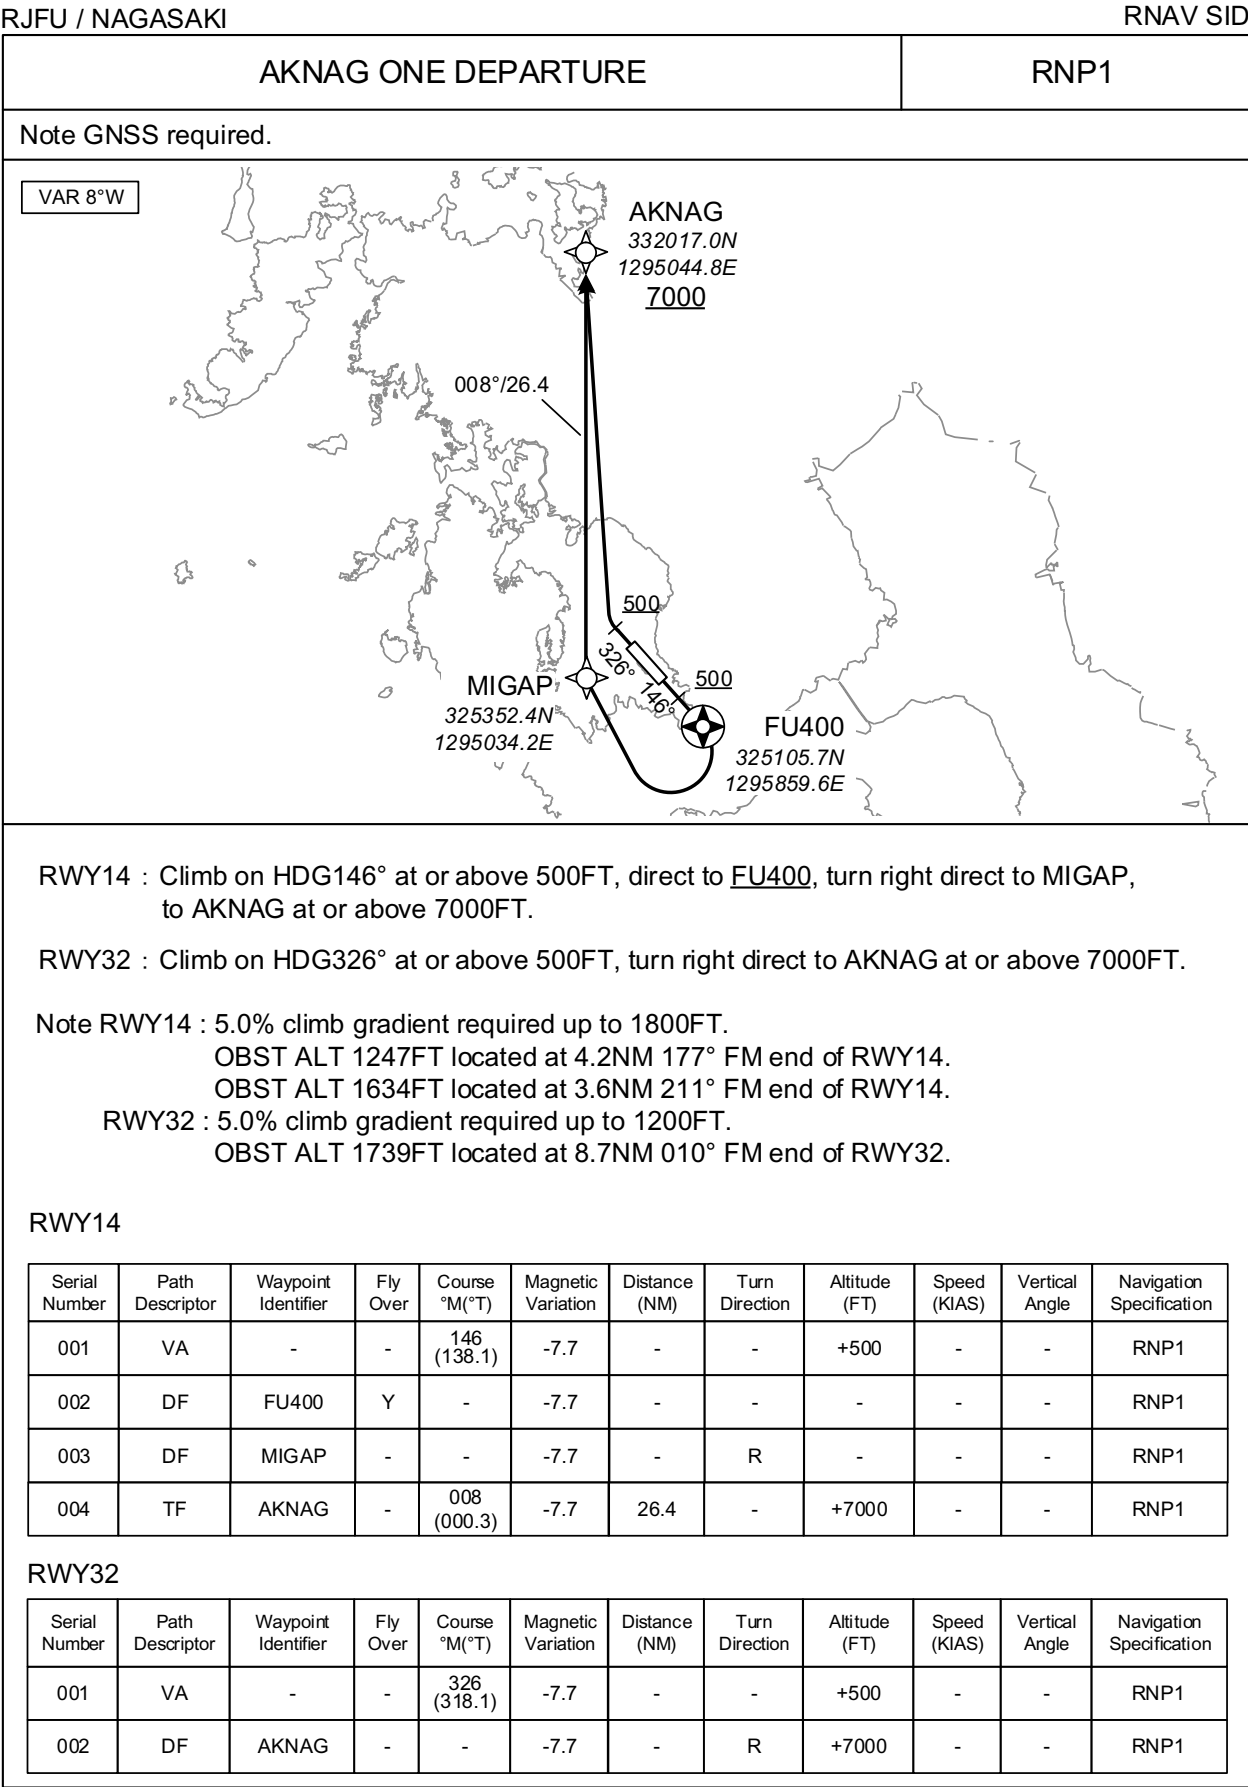 RJFU / NAGASAKI
RNAV SID
AKNAG ONE DEPARTURE
RNP1
Note GNSS required.
VAR 8°W
AKNAG
332017.0N
1295044.8E
7000
008°/26.4
500
326°
146°
500
MIGAP
325352.4N
1295034.2E
FU400
325105.7N
1295859.6E
RWY14 : Climb on HDG146° at or above 500FT, direct to FU400, turn right direct to MIGAP,
to AKNAG at or above 7000FT.
RWY32 : Climb on HDG326° at or above 500FT, turn right direct to AKNAG at or above 7000FT.
Note RWY14 : 5.0% climb gradient required up to 1800FT.
OBST ALT 1247FT located at 4.2NM 177° FM end of RWY14.
OBST ALT 1634FT located at 3.6NM 211° FM end of RWY14.
RWY32 : 5.0% climb gradient required up to 1200FT.
OBST ALT 1739FT located at 8.7NM 010° FM end of RWY32.
RWY14
Serial Number Path Descriptor Waypoint Identifier Fly Over Course °M(°T) Magnetic Variation Distance (NM) Turn Direction Altitude (FT) Speed (KIAS) Vertical Angle Navigation Specification
001 VA - - 146 (138.1) -7.7 - - +500 - - RNP1
002 DF FU400 Y - -7.7 - - - - - RNP1
003 DF MIGAP - - -7.7 - R - - - RNP1
004 TF AKNAG - 008 (000.3) -7.7 26.4 - +7000 - - RNP1
RWY32
Serial Number Path Descriptor Waypoint Identifier Fly Over Course °M(°T) Magnetic Variation Distance (NM) Turn Direction Altitude (FT) Speed (KIAS) Vertical Angle Navigation Specification
001 VA - - 326 (318.1) -7.7 - - +500 - - RNP1
002 DF AKNAG - - -7.7 - R +7000 - - RNP1